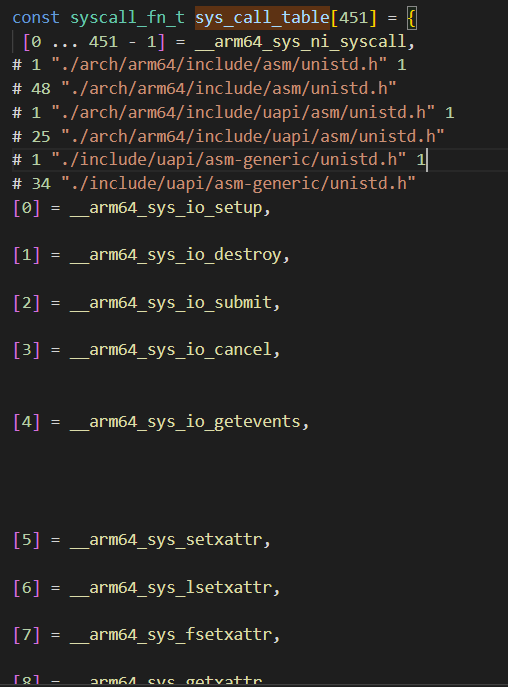 const syscall_fn_t sys_call_table[451] = {
[0 ... 451 - 1] = __arm64_sys_ni_syscall,
# 1 "./arch/arm64/include/asm/unistd.h" 1
# 48 "./arch/arm64/include/asm/unistd.h"
# 1 "./arch/arm64/include/uapi/asm/unistd.h" 1
# 25 "./arch/arm64/include/uapi/asm/unistd.h"
# 1 "./include/uapi/asm-generic/unistd.h" 1
# 34 "./include/uapi/asm-generic/unistd.h"
[0] = __arm64_sys_io_setup,
[1] = __arm64_sys_io_destroy,
[2] = __arm64_sys_io_submit,
[3] = __arm64_sys_io_cancel,
[4] = __arm64_sys_io_getevents,
[5] = __arm64_sys_setxattr,
[6] = __arm64_sys_lsetxattr,
[7] = __arm64_sys_fsetxattr,
[8] = __arm64_sys_getxattr